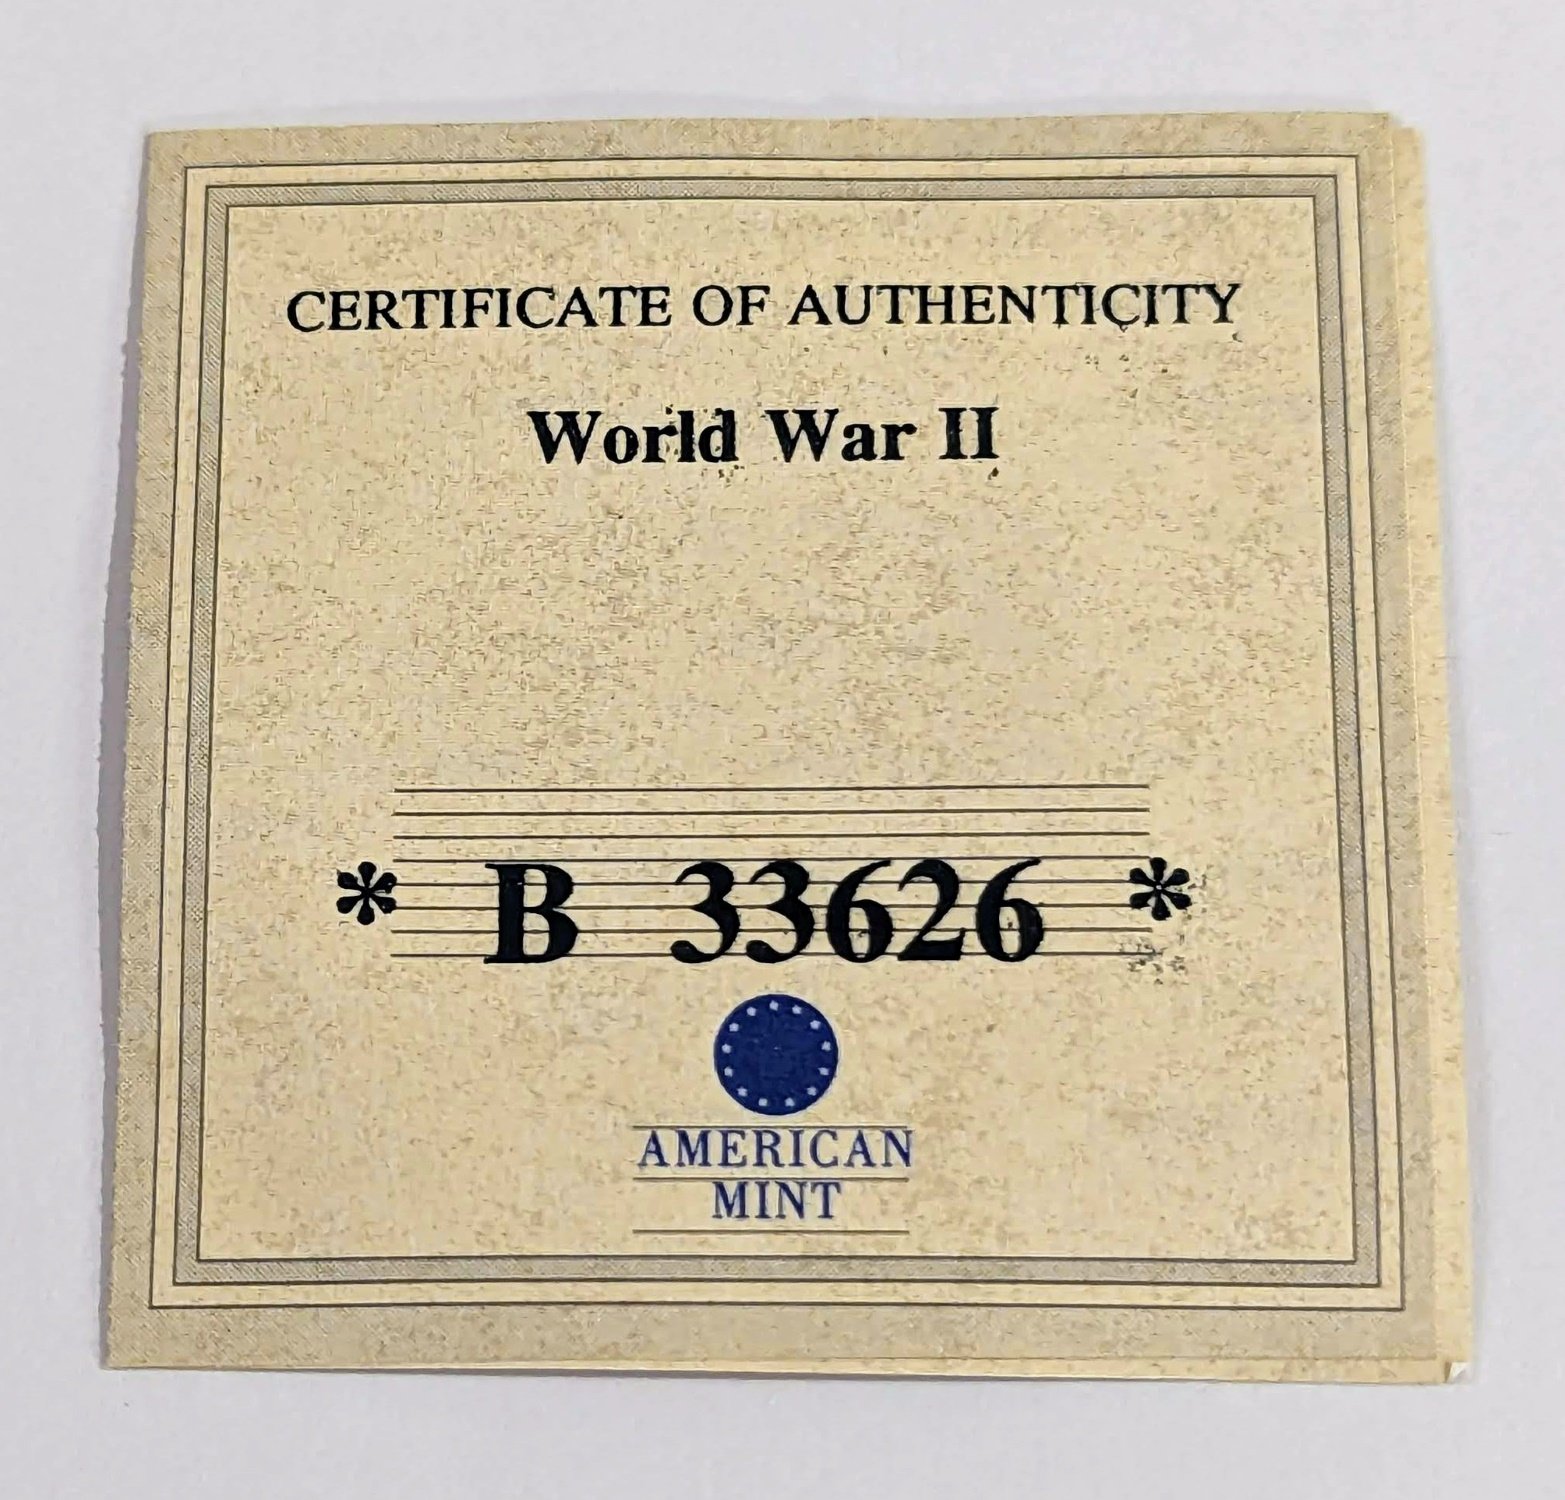 CERTIFICATE OF AUTHENTICITY
World War II
* B 33626 *
AMERICAN
MINT